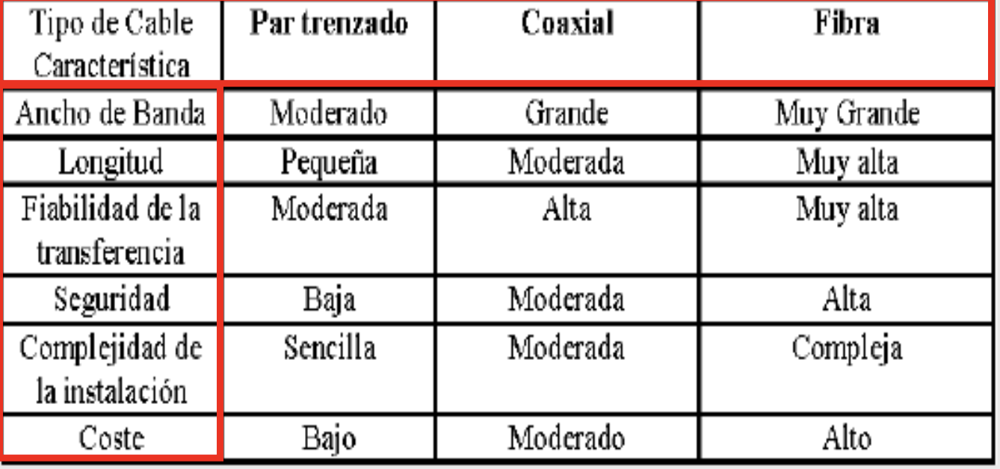 Tipo de Cable
Característica
Par trenzado
Coaxial
Fibra
Ancho de Banda
Moderado
Grande
Muy Grande
Longitud
Pequeña
Moderada
Muy alta
Fiabilidad de la
transferencia
Moderada
Alta
Muy alta
Seguridad
Baja
Moderada
Alta
Complejidad de
la instalación
Sencilla
Moderada
Compleja
Coste
Bajo
Moderado
Alto